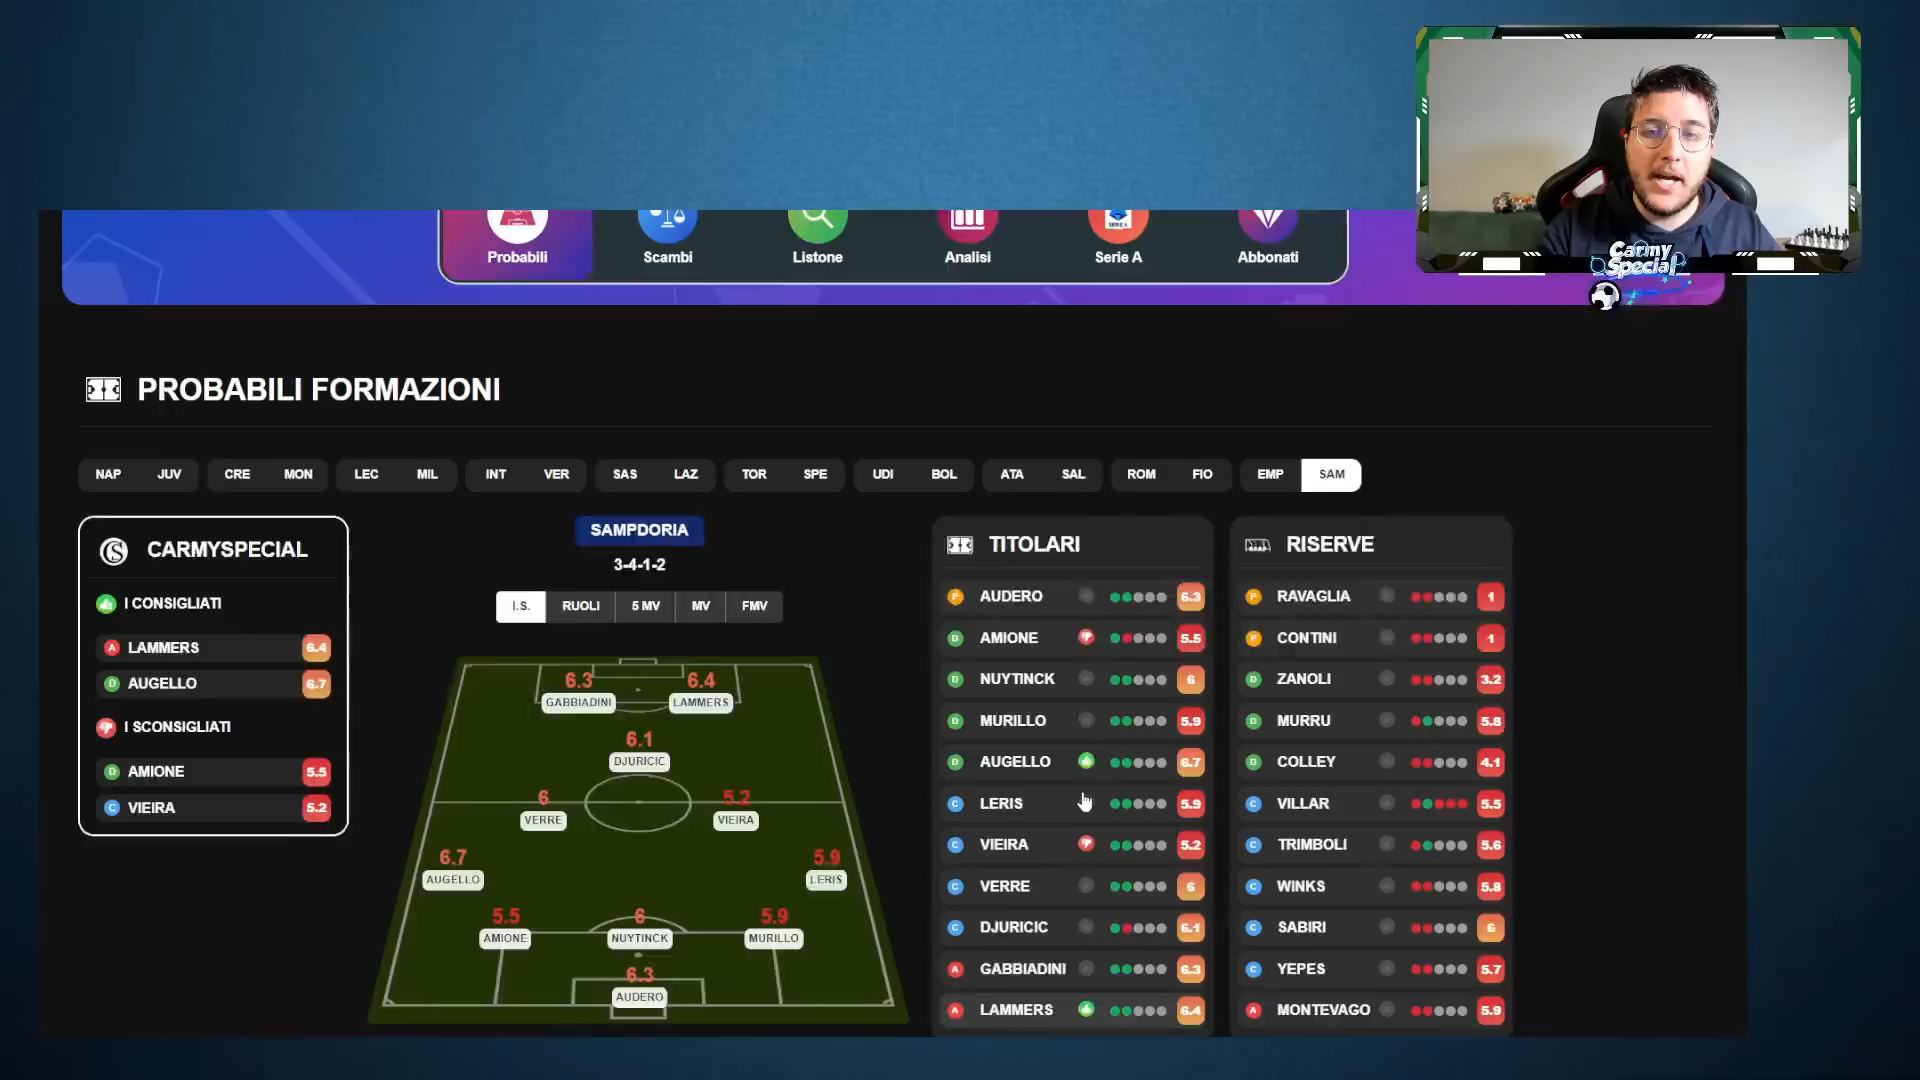 Probabili
Scambi
Listone
Analisi
SERIE A
Serie A
Abbonati
Carmy
Special
PROBABILI FORMAZIONI
NAP JUV CRE MON LEC MIL INT VER SAS LAZ TOR SPE UDI BOL ATA SAL ROM FIO EMP SAM
CS CARMYSPECIAL
I CONSIGLIATI
A LAMMERS 6.4
D AUGELLO 6.7
I SCONSIGLIATI
D AMIONE 5.5
C VIEIRA 5.2
SAMPDORIA
3-4-1-2
I.S. RUOLI 5 MV MV FMV
6.3 6.4
GABBIADINI LAMMERS
6.1
DJURICIC
6 5.2
VERRE VIEIRA
6.7 5.9
AUGELLO LERIS
5.5 6 5.9
AMIONE NUYTINCK MURILLO
6.3
AUDERO
TITOLARI
P AUDERO 6.3
D AMIONE 5.5
D NUYTINCK 6
D MURILLO 5.9
D AUGELLO 6.7
C LERIS 5.9
C VIEIRA 5.2
C VERRE 6
C DJURICIC 6.1
A GABBIADINI 6.3
A LAMMERS 6.4
RISERVE
P RAVAGLIA 1
P CONTINI 1
D ZANOLI 3.2
D MURRU 5.8
D COLLEY 4.1
C VILLAR 5.5
C TRIMBOLI 5.6
C WINKS 5.8
C SABIRI 6
C YEPES 5.7
A MONTEVAGO 5.9